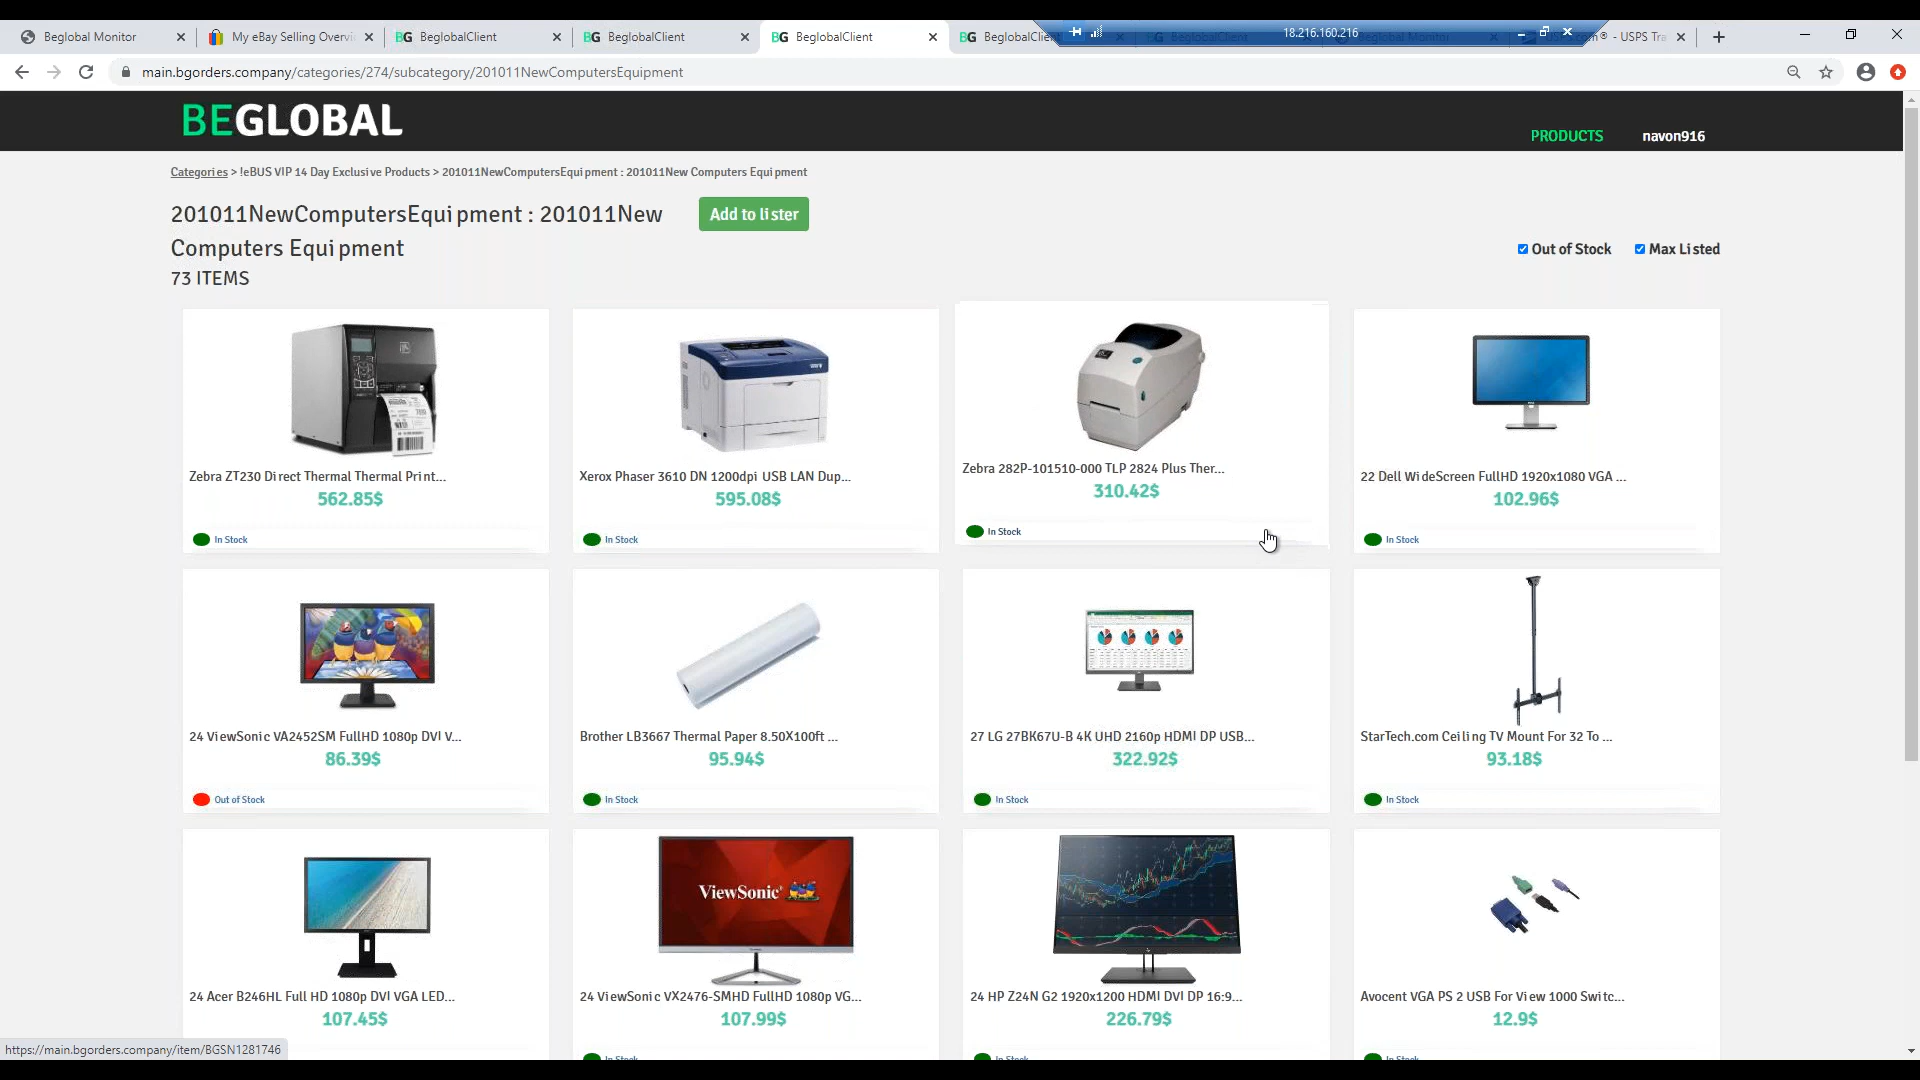 Beglobal Monitor
My eBay Selling Overvi
BG BeglobalClient
BG BeglobalClient
BG BeglobalClient
BG BeglobalClient
18.216.160.216
BeglobalClient
Beglobal Monitor
USPS Tra
main.bgorders.company/categories/274/subcategory/201011NewComputersEquipment
BEGLOBAL
PRODUCTS
navon916
Categories > !eBUS VIP 14 Day Exclusive Products > 201011NewComputersEquipment : 201011New Computers Equipment
201011NewComputersEquipment : 201011New
Computers Equipment
Add to lister
73 ITEMS
Out of Stock
Max Listed
Zebra ZT230 Direct Thermal Thermal Print...
562.85$
In Stock
Xerox Phaser 3610 DN 1200dpi USB LAN Dup...
595.08$
In Stock
Zebra 282P-101510-000 TLP 2824 Plus Ther...
310.42$
In Stock
22 Dell WideScreen FullHD 1920x1080 VGA ...
102.96$
In Stock
24 ViewSonic VA2452SM FullHD 1080p DVI V...
86.39$
Out of Stock
Brother LB3667 Thermal Paper 8.50X100ft ...
95.94$
In Stock
27 LG 27BK67U-B 4K UHD 2160p HDMI DP USB...
322.92$
In Stock
StarTech.com Ceiling TV Mount For 32 To ...
93.18$
In Stock
24 Acer B246HL Full HD 1080p DVI VGA LED...
107.45$
ViewSonic
24 ViewSonic VX2476-SMHD FullHD 1080p VG...
107.99$
In Stock
24 HP Z24N G2 1920x1200 HDMI DVI DP 16:9...
226.79$
In Stock
Avocent VGA PS 2 USB For View 1000 Switc...
12.9$
In Stock
https://main.bgorders.company/item/BGSN1281746